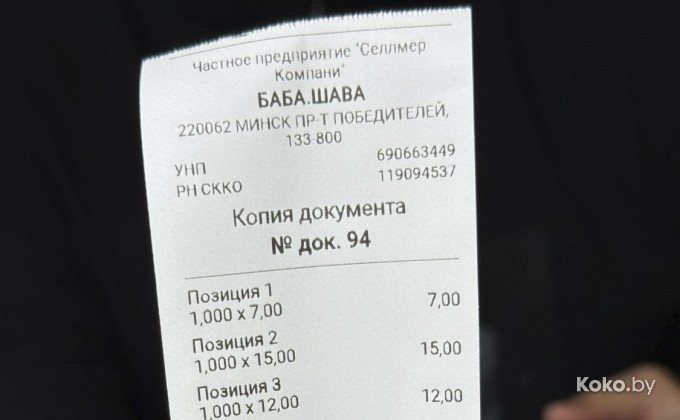 Частное предприятие "Селлмер
Компани"
БАБА.ШАВА
220062 МИНСК ПР-Т ПОБЕДИТЕЛЕЙ,
133-800
УНП 690663449
РН СККО 119094537
Копия документа
№ док. 94
Позиция 1
1,000 x 7,00 7,00
Позиция 2
1,000 x 15,00 15,00
Позиция 3
1,000 x 12,00 12,00
Koko.by